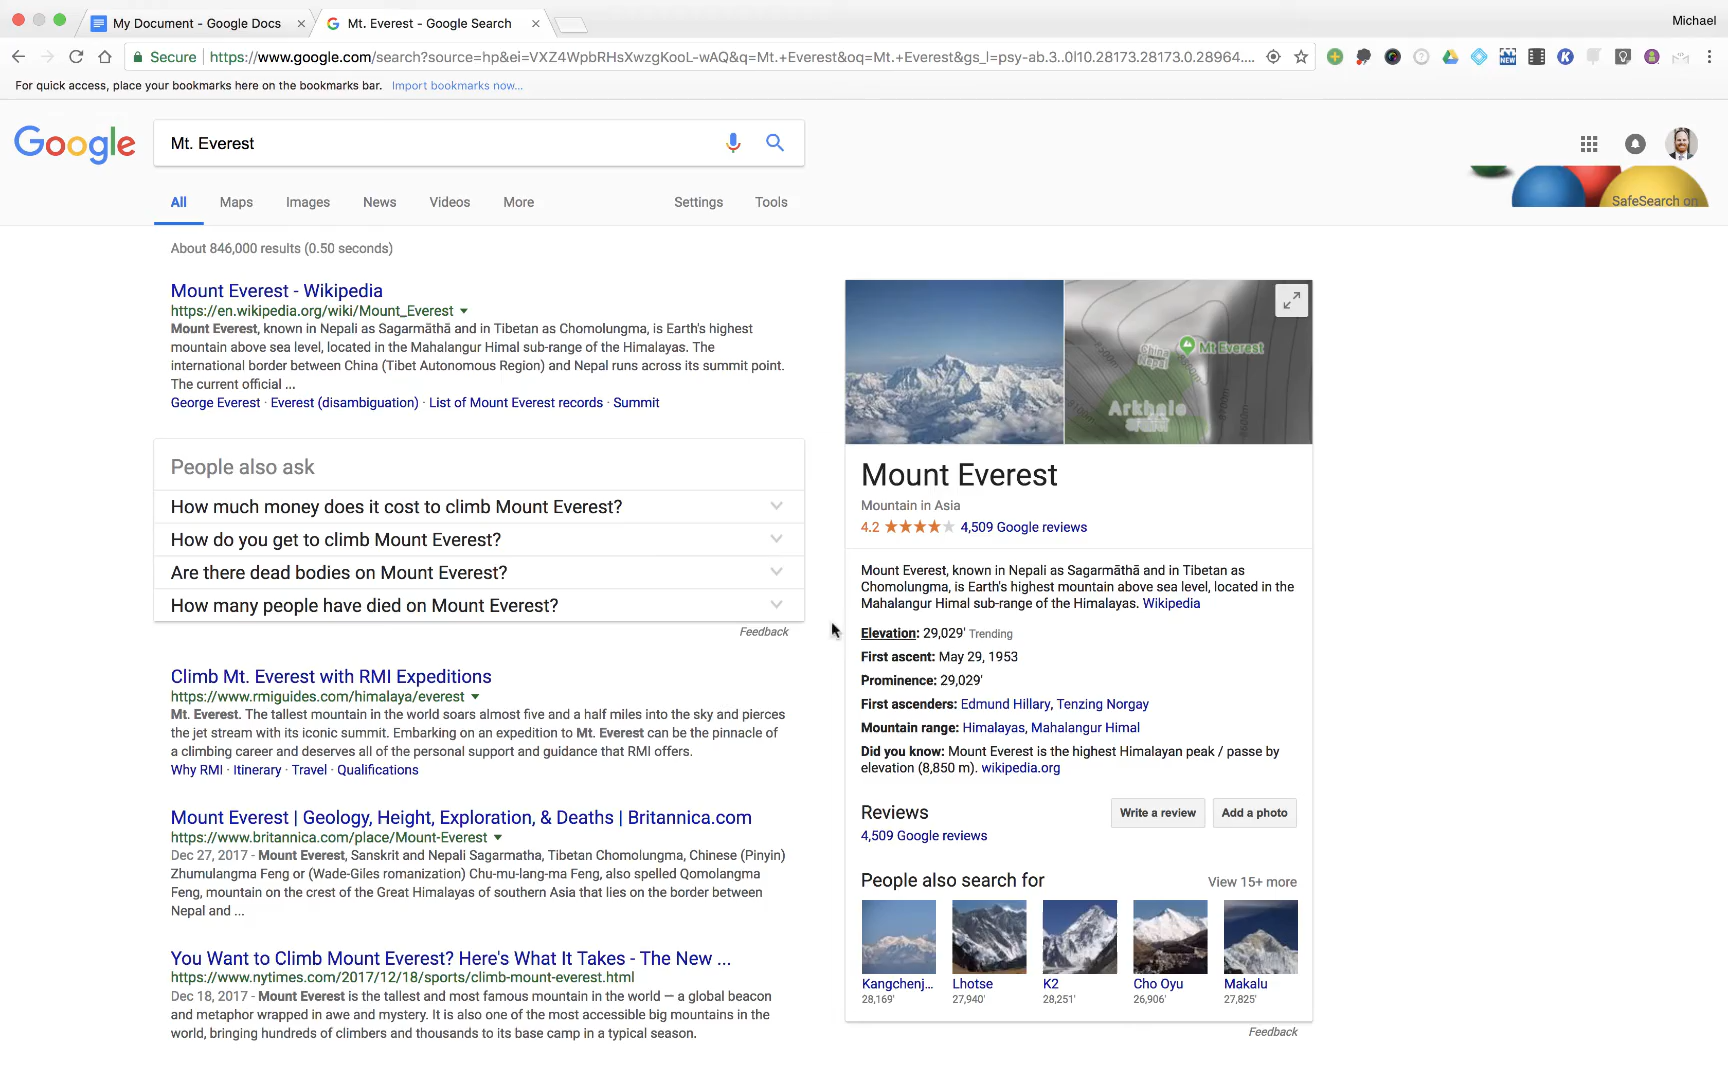 My Document - Google Docs
Mt. Everest - Google Search
Michael
Secure
https://www.google.com/search?source=hp&ei=VXZ4WpbRHsXwzgKooL-wAQ&q=Mt.+Everest&oq=Mt.+Everest&gs_l=psy-ab.3..0l10.28173.28173.0.28964....
NEW
For quick access, place your bookmarks here on the bookmarks bar. Import bookmarks now...
Google
Mt. Everest
All Maps Images News Videos More Settings Tools
SafeSearch on
About 846,000 results (0.50 seconds)
Mount Everest - Wikipedia
https://en.wikipedia.org/wiki/Mount_Everest
Mount Everest, known in Nepali as Sagarmāthā and in Tibetan as Chomolungma, is Earth's highest
mountain above sea level, located in the Mahalangur Himal sub-range of the Himalayas. The
international border between China (Tibet Autonomous Region) and Nepal runs across its summit point.
The current official ...
George Everest · Everest (disambiguation) · List of Mount Everest records · Summit
People also ask
How much money does it cost to climb Mount Everest?
How do you get to climb Mount Everest?
Are there dead bodies on Mount Everest?
How many people have died on Mount Everest?
Feedback
Climb Mt. Everest with RMI Expeditions
https://www.rmiguides.com/himalaya/everest
Mt. Everest. The tallest mountain in the world soars almost five and a half miles into the sky and pierces
the jet stream with its iconic summit. Embarking on an expedition to Mt. Everest can be the pinnacle of
a climbing career and deserves all of the personal support and guidance that RMI offers.
Why RMI · Itinerary · Travel · Qualifications
Mount Everest | Geology, Height, Exploration, & Deaths | Britannica.com
https://www.britannica.com/place/Mount-Everest
Dec 27, 2017 - Mount Everest, Sanskrit and Nepali Sagarmatha, Tibetan Chomolungma, Chinese (Pinyin)
Zhumulangma Feng or (Wade-Giles romanization) Chu-mu-lang-ma Feng, also spelled Qomolangma
Feng, mountain on the crest of the Great Himalayas of southern Asia that lies on the border between
Nepal and ...
You Want to Climb Mount Everest? Here's What It Takes - The New ...
https://www.nytimes.com/2017/12/18/sports/climb-mount-everest.html
Dec 18, 2017 - Mount Everest is the tallest and most famous mountain in the world — a global beacon
and metaphor wrapped in awe and mystery. It is also one of the most accessible big mountains in the
world, bringing hundreds of climbers and thousands to its base camp in a typical season.
China
Nepal
Mt Everest
Mount Everest
Mountain in Asia
4.2 4,509 Google reviews
Mount Everest, known in Nepali as Sagarmāthā and in Tibetan as
Chomolungma, is Earth's highest mountain above sea level, located in the
Mahalangur Himal sub-range of the Himalayas. Wikipedia
Elevation: 29,029′ Trending
First ascent: May 29, 1953
Prominence: 29,029′
First ascenders: Edmund Hillary, Tenzing Norgay
Mountain range: Himalayas, Mahalangur Himal
Did you know: Mount Everest is the highest Himalayan peak / passe by
elevation (8,850 m). wikipedia.org
Reviews
Write a review
Add a photo
4,509 Google reviews
People also search for
View 15+ more
Kangchenj... Lhotse K2 Cho Oyu Makalu
28,169′ 27,940′ 28,251′ 26,906′ 27,825′
Feedback